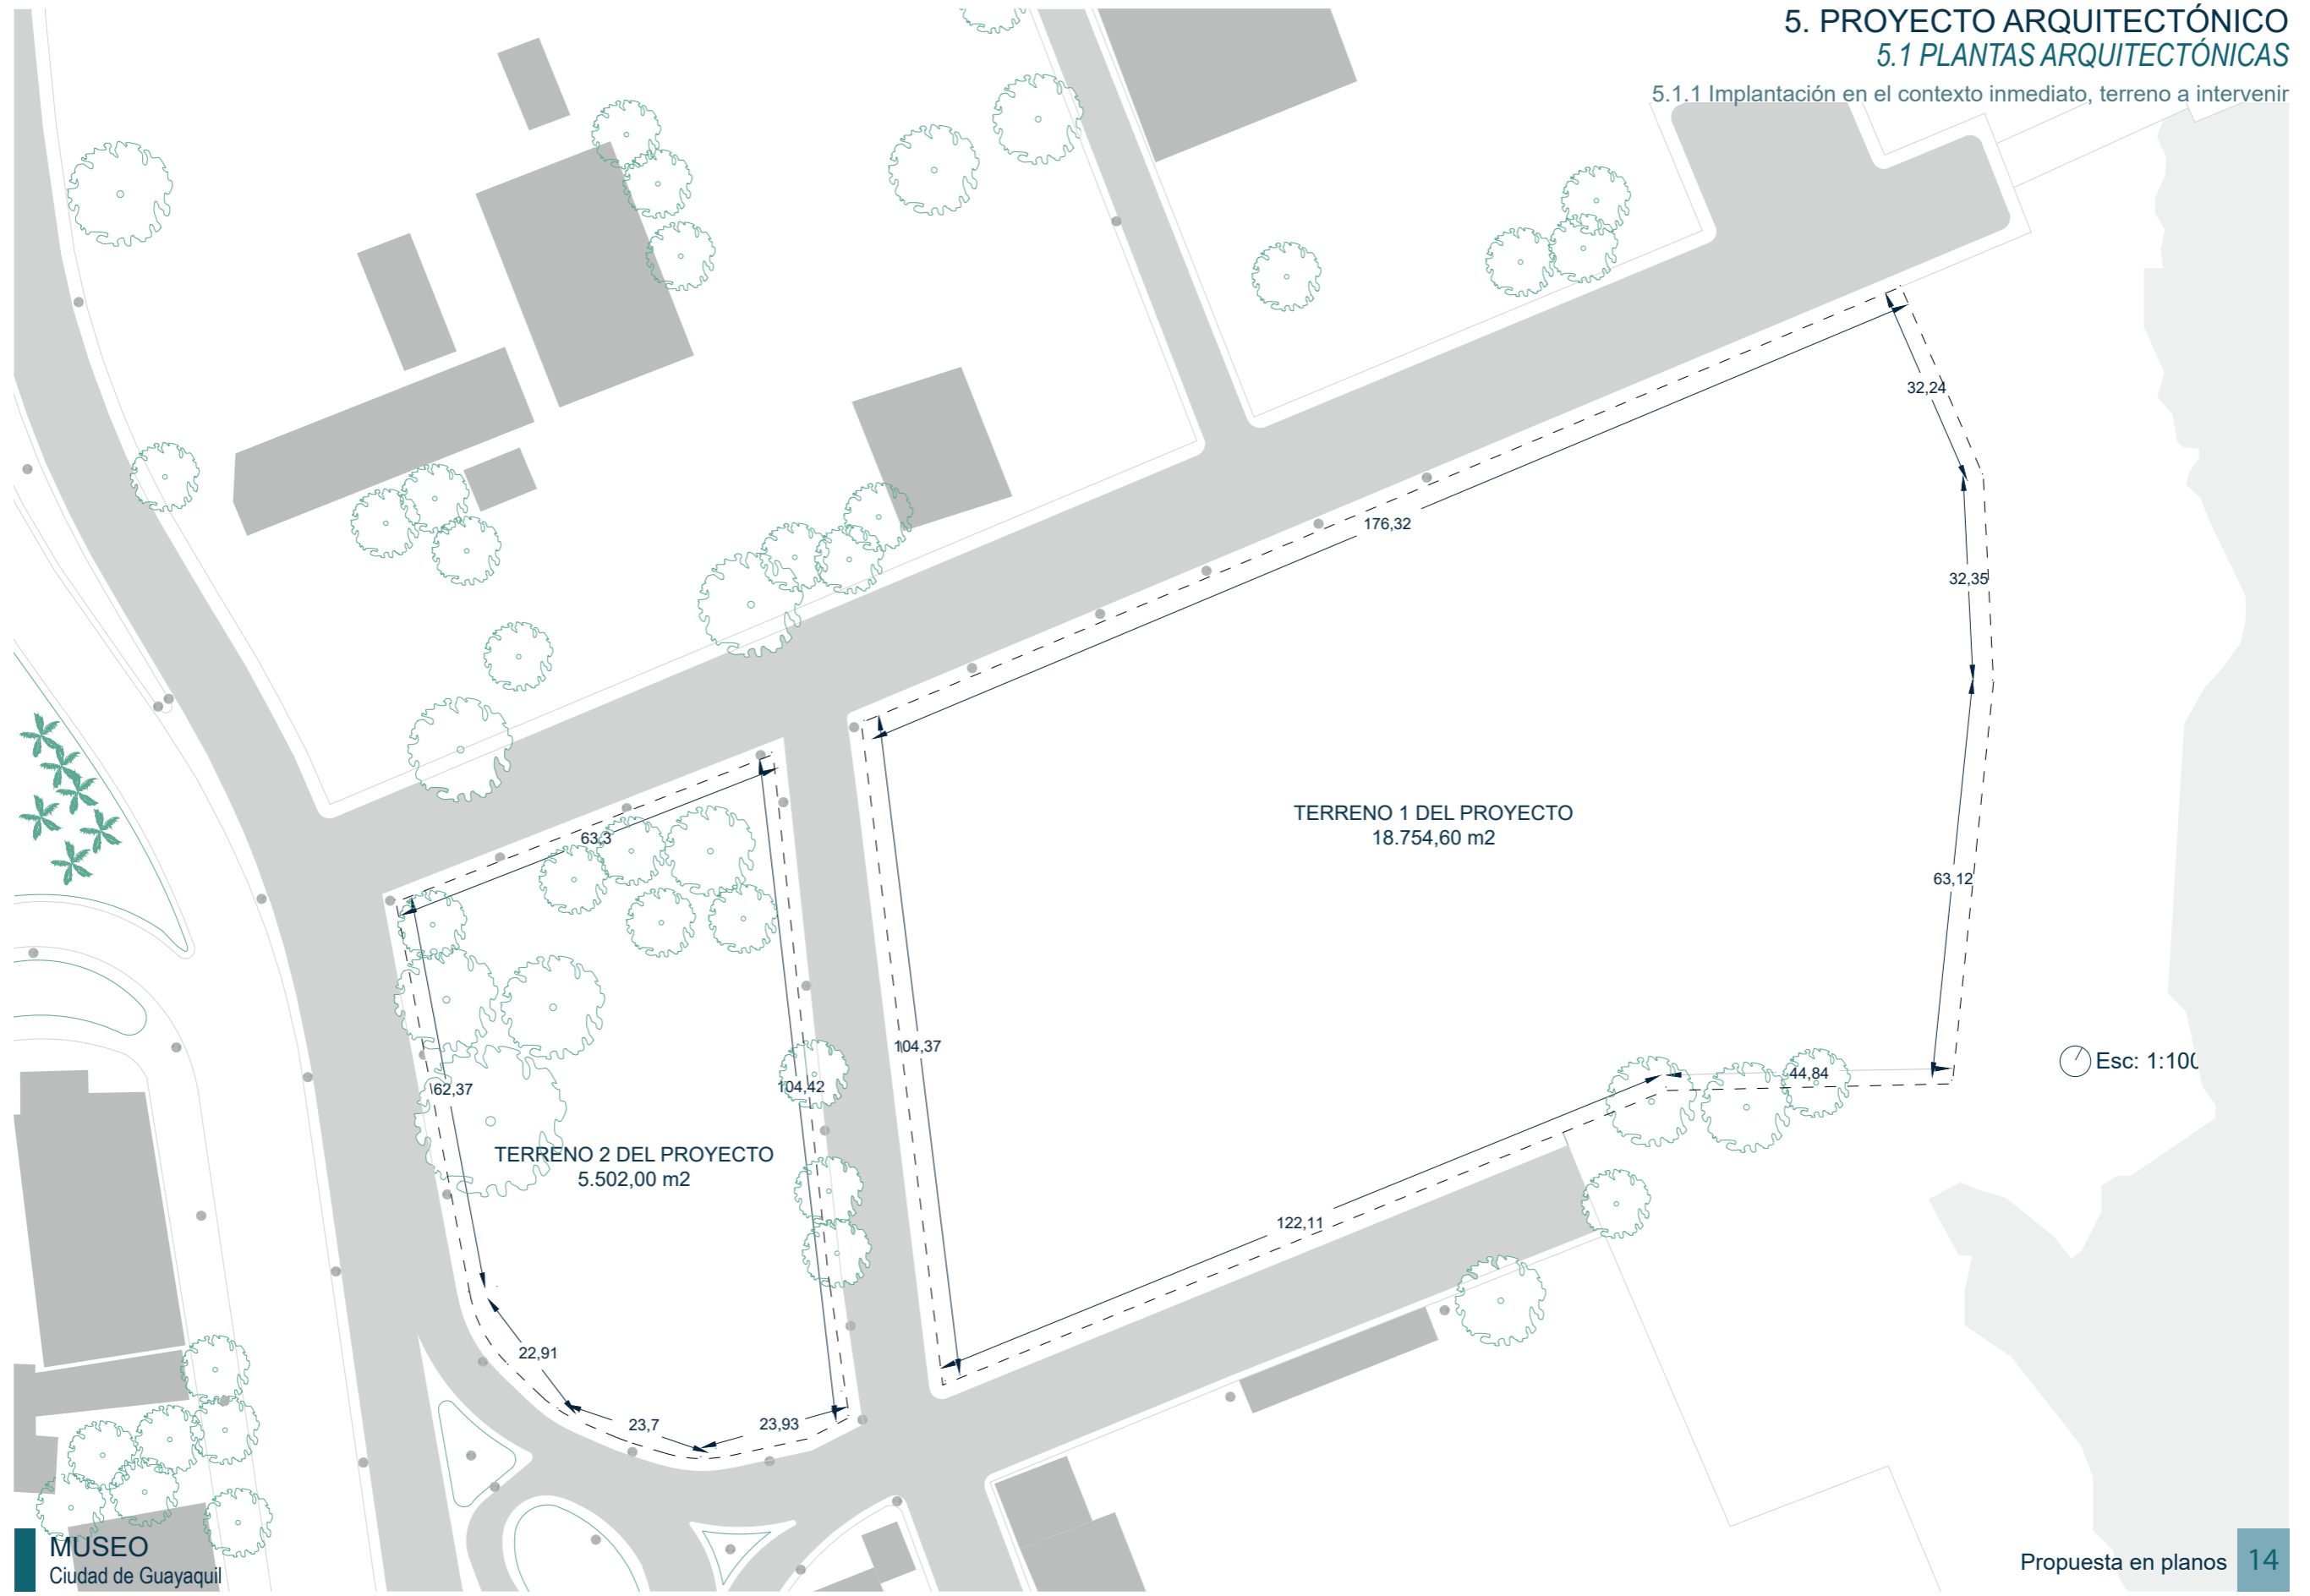 5. PROYECTO ARQUITECTÓNICO
5.1 PLANTAS ARQUITECTÓNICAS
5.1.1 Implantación en el contexto inmediato, terreno a intervenir
32,24
176,32
32,35
TERRENO 1 DEL PROYECTO
18.754,60 m2
63,3
63,12
104,37
Esc: 1:100
44,84
62,37
104,42
TERRENO 2 DEL PROYECTO
5.502,00 m2
122,11
22,91
23,7
23,93
MUSEO
Ciudad de Guayaquil
Propuesta en planos 14